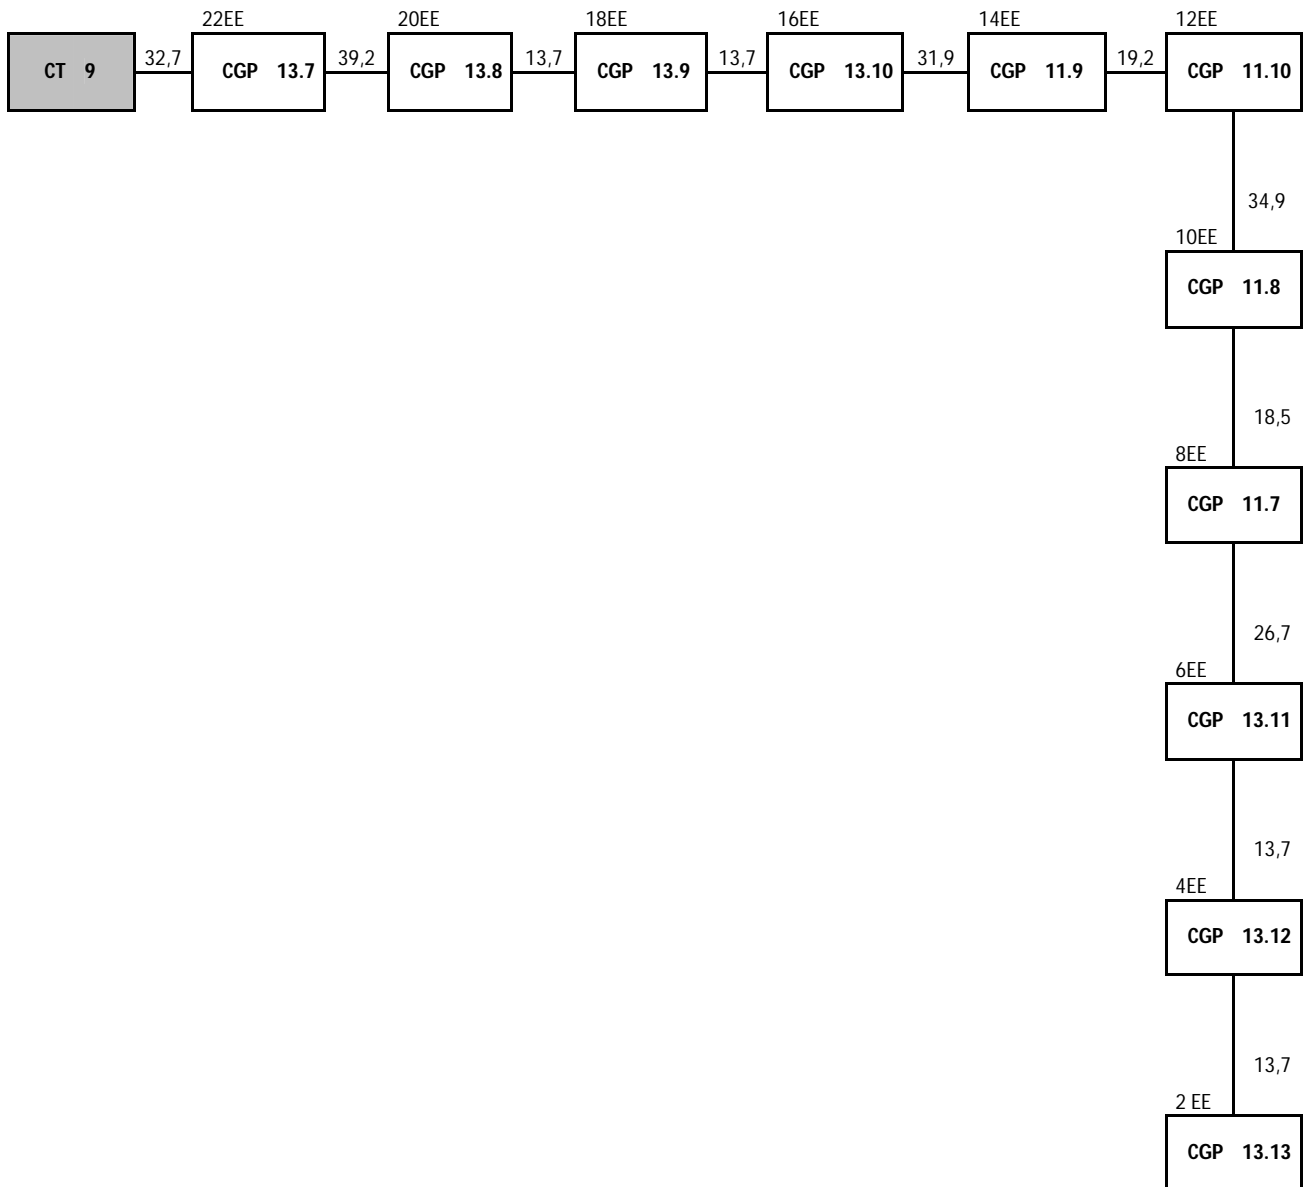 22EE 20EE 18EE 16EE 14EE 12EE
CT 9 32,7 CGP 13.7 39,2 CGP 13.8 13,7 CGP 13.9 13,7 CGP 13.10 31,9 CGP 11.9 19,2 CGP 11.10
34,9
10EE
CGP 11.8
18,5
8EE
CGP 11.7
26,7
6EE
CGP 13.11
13,7
4EE
CGP 13.12
13,7
2 EE
CGP 13.13